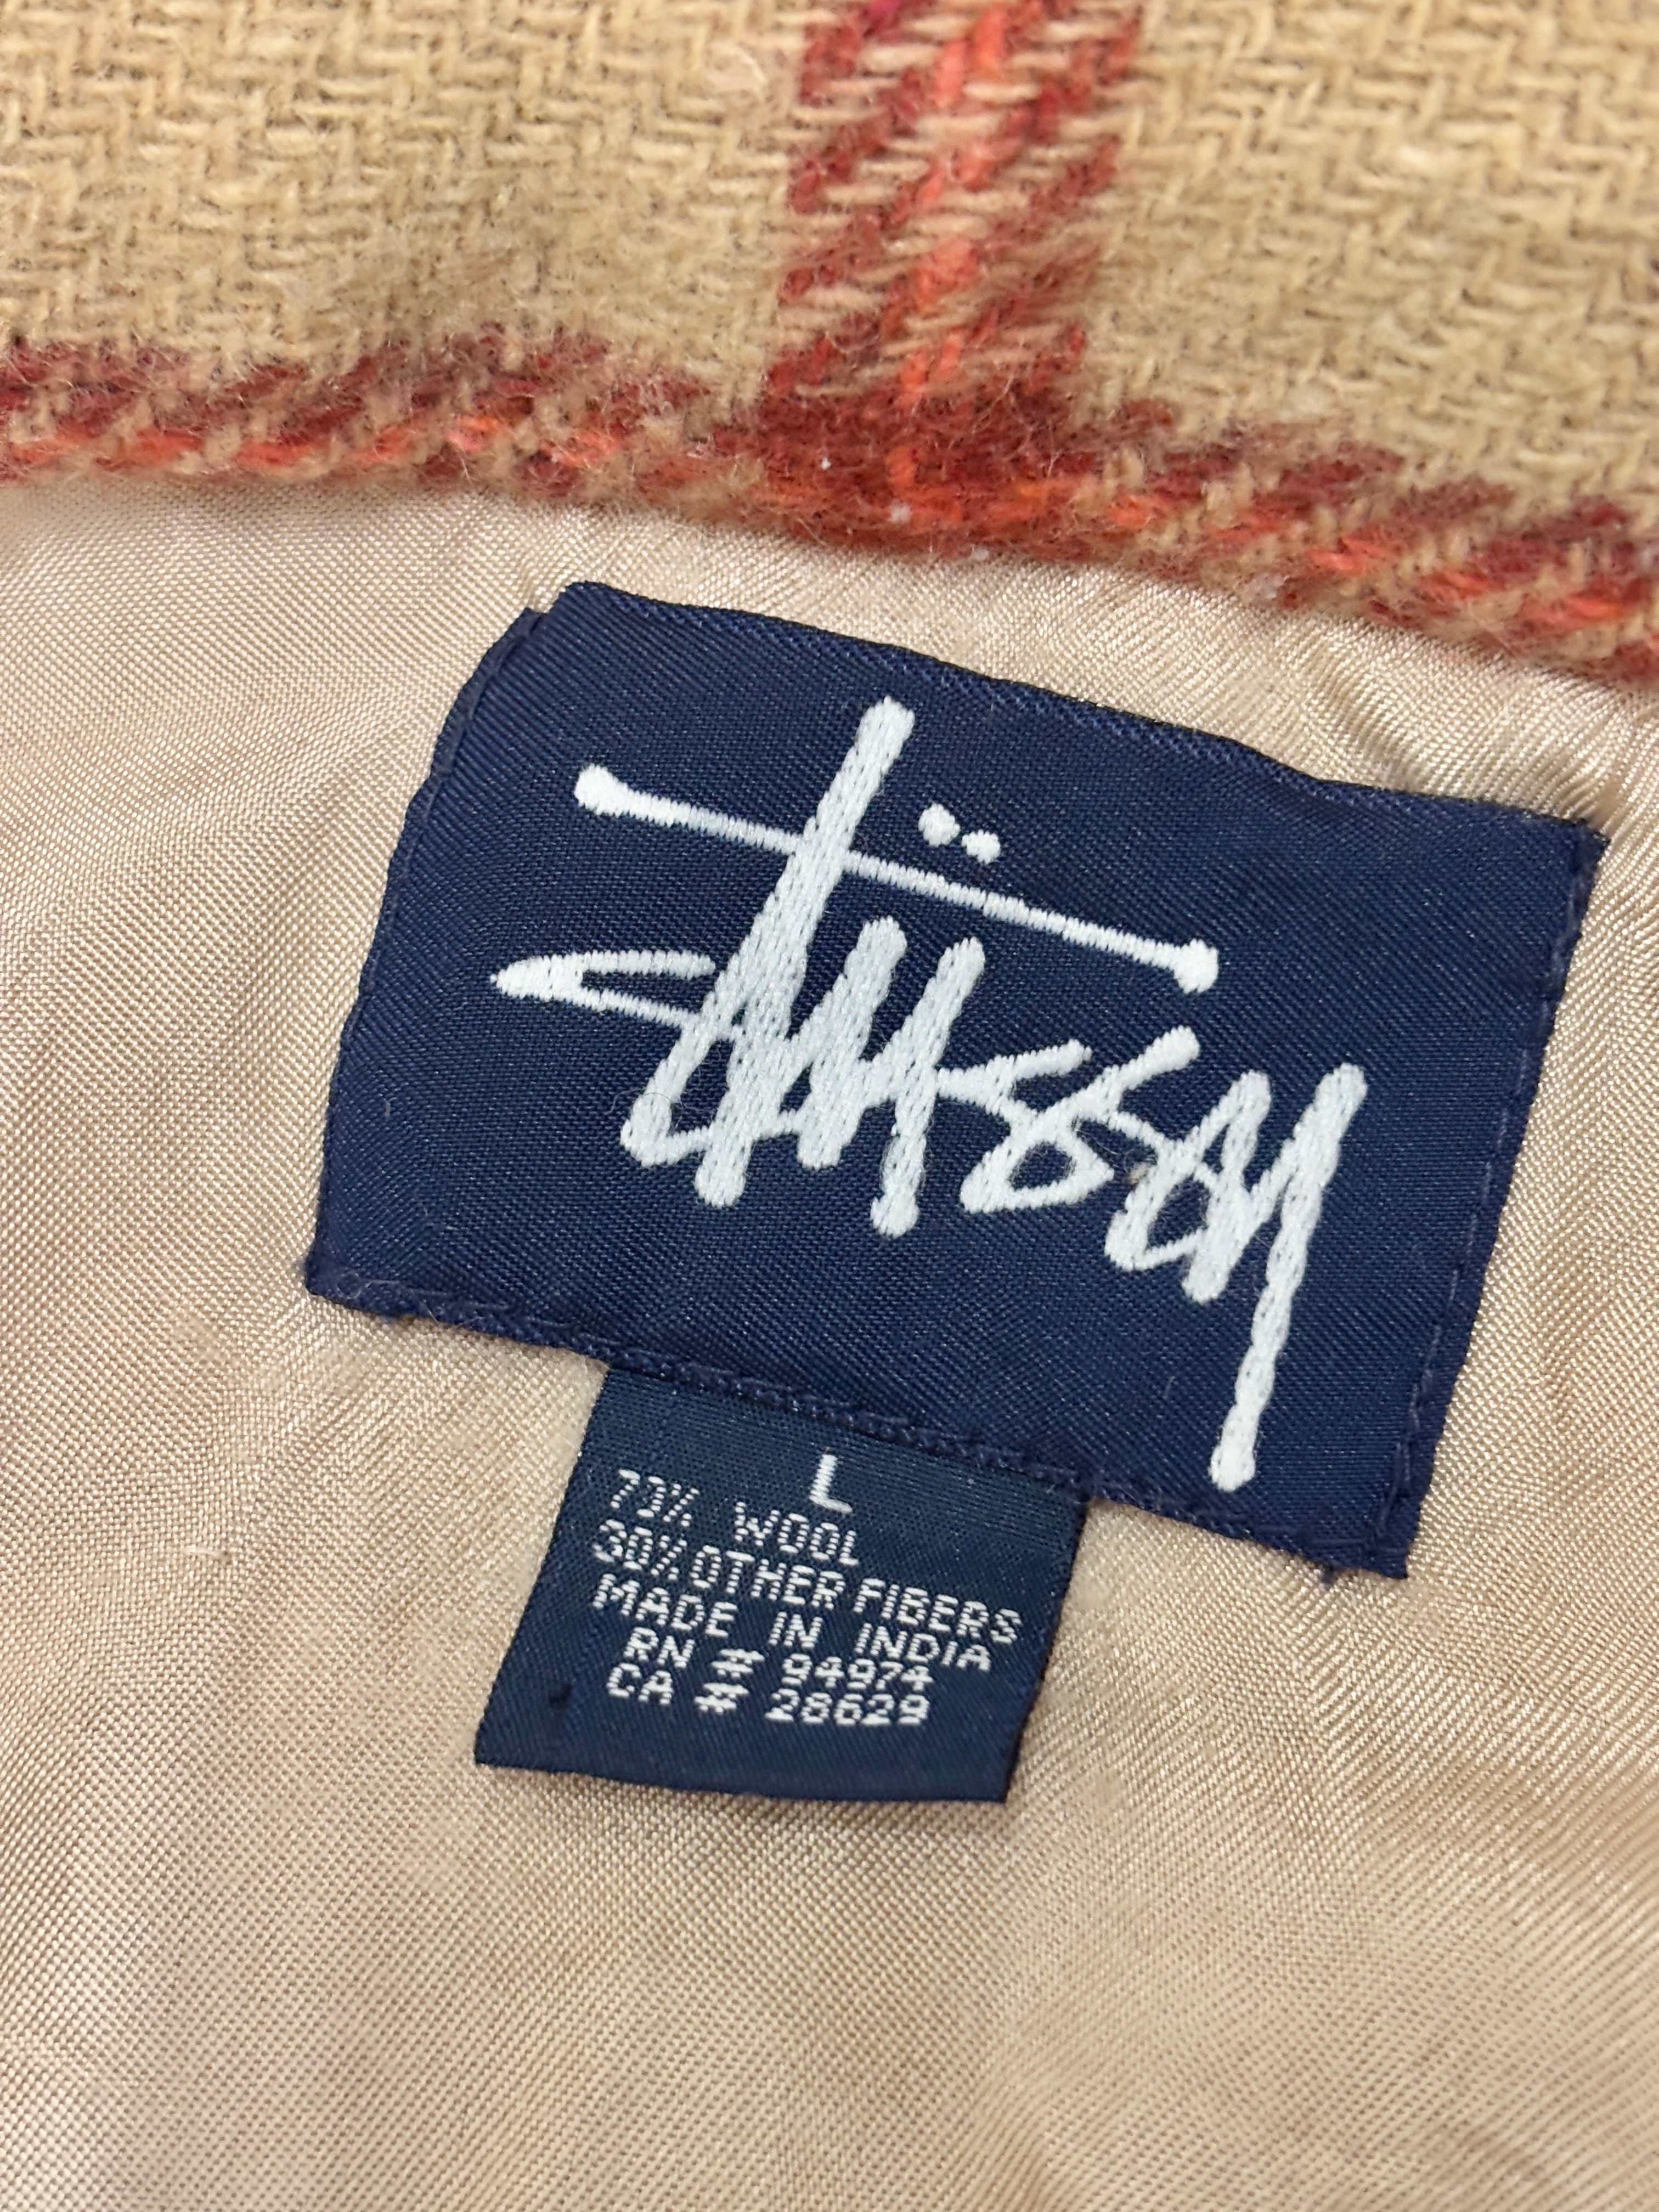 Stüssy
L
70% WOOL
30% OTHER FIBERS
MADE IN INDIA
RN # 94974
CA # 28629